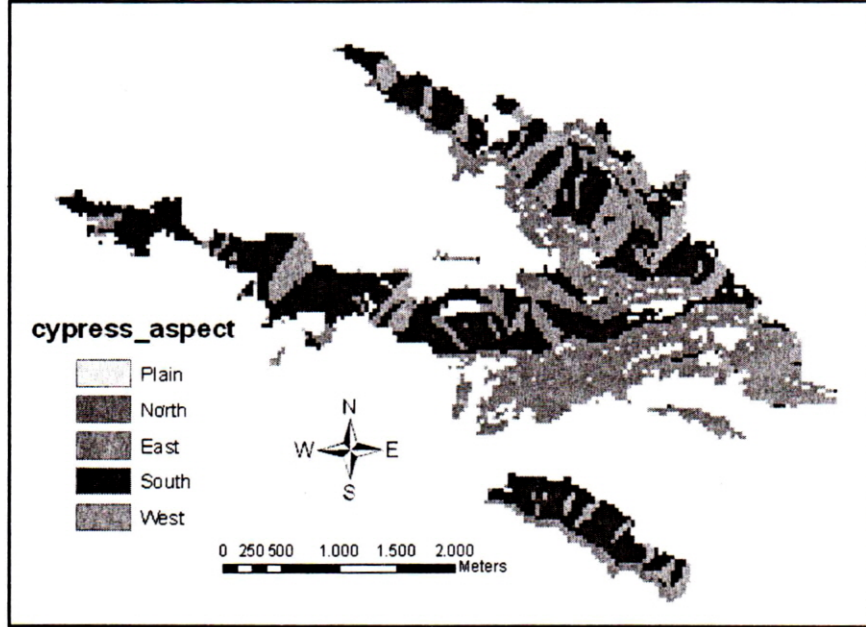 cypress_aspect
Plain
North
East
South
West
N
W E
S
0 250 500 1.000 1.500 2.000
Meters